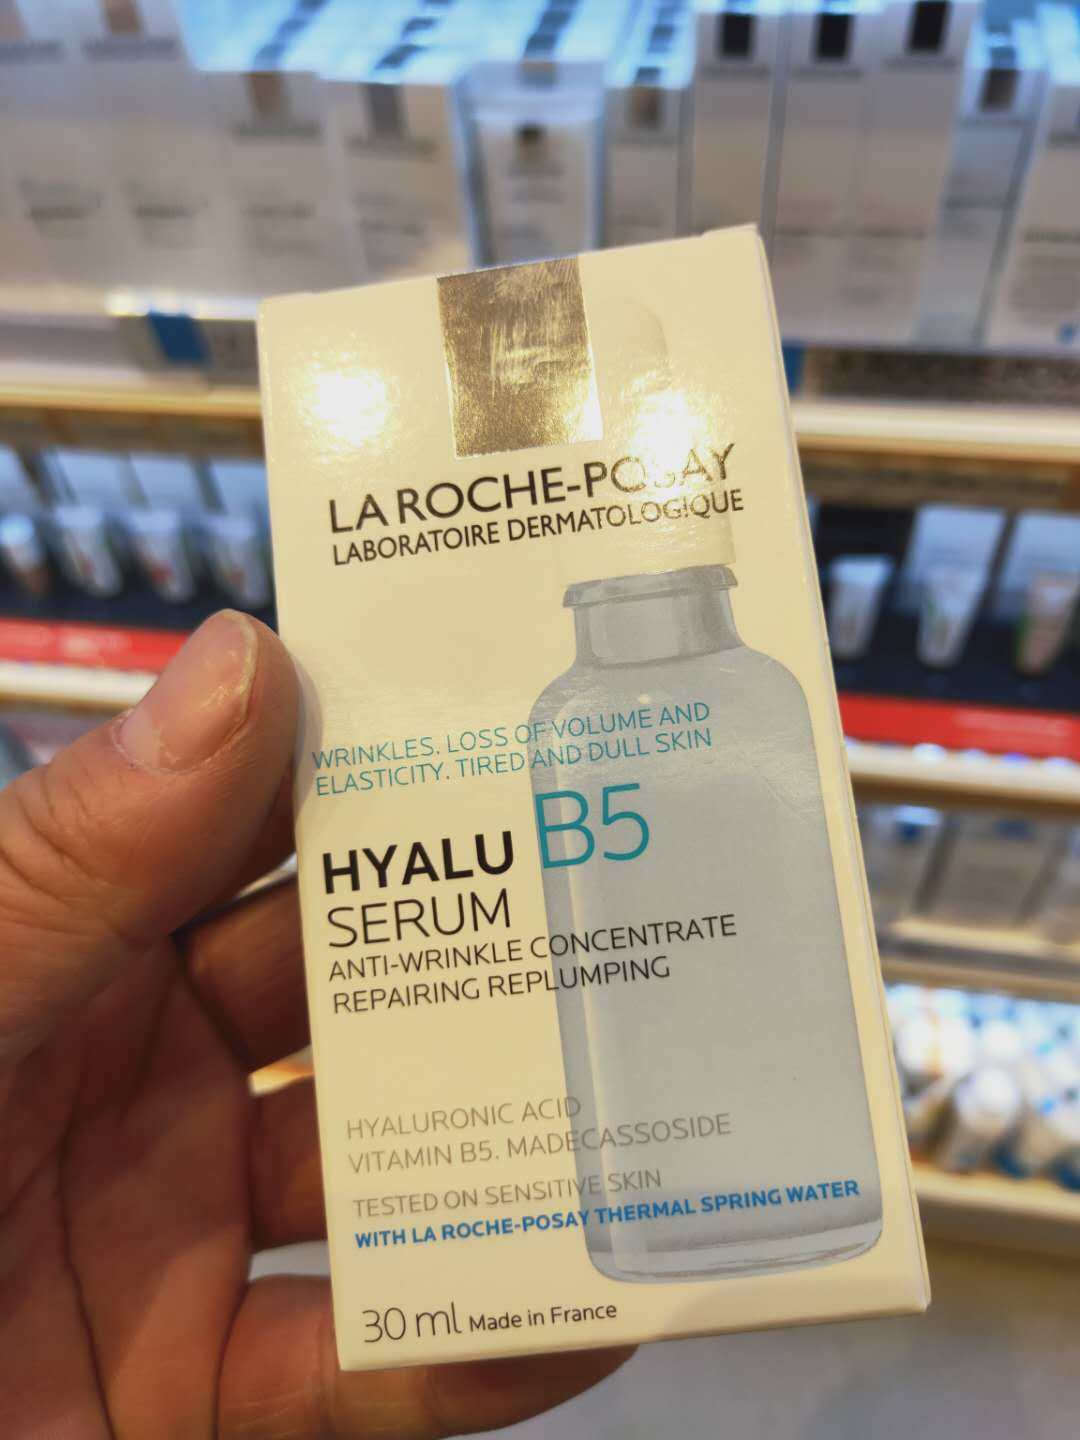 LA ROCHE-POSAY
LABORATOIRE DERMATOLOGIQUE
WRINKLES. LOSS OF VOLUME AND
ELASTICITY. TIRED AND DULL SKIN
HYALU B5
SERUM
ANTI-WRINKLE CONCENTRATE
REPAIRING REPLUMPING
HYALURONIC ACID
VITAMIN B5. MADECASSOSIDE
TESTED ON SENSITIVE SKIN
WITH LA ROCHE-POSAY THERMAL SPRING WATER
30 ml Made in France